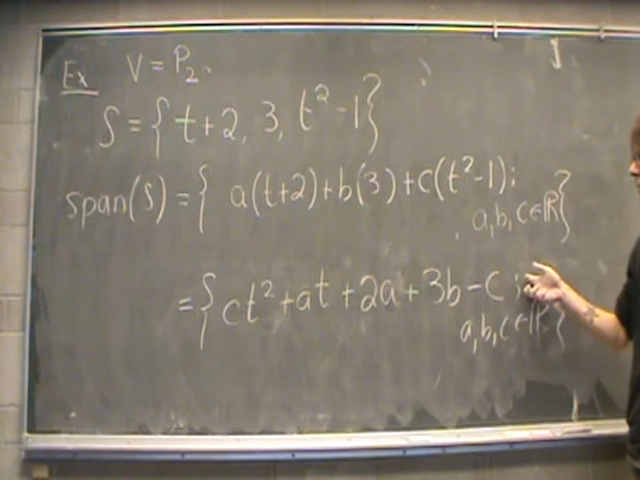 Ex V = P₂.
S = { t+2, 3, t² -1}
span(S) = { a(t+2)+b(3)+c(t²-1);
a,b,c∈ℝ}
= { ct² +at +2a+3b-c ;
a,b,c∈ℝ}